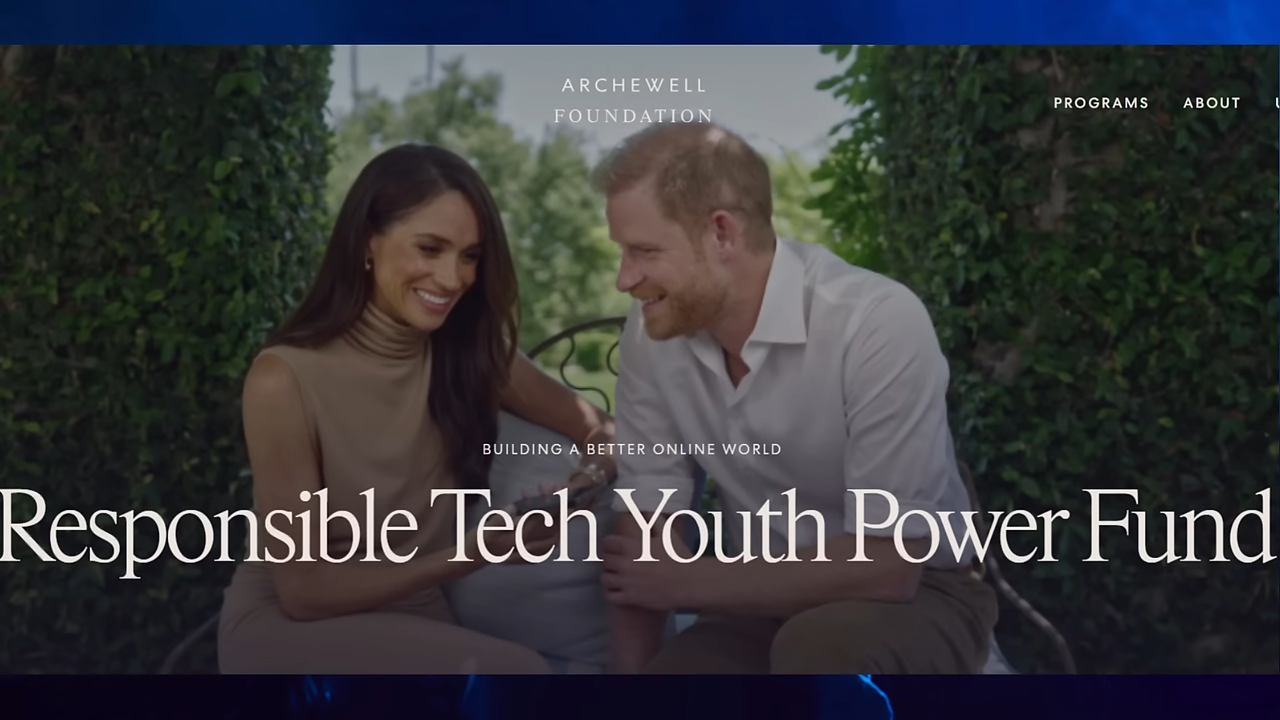 ARCHEWELL
FOUNDATION
PROGRAMS ABOUT
BUILDING A BETTER ONLINE WORLD
Responsible Tech Youth Power Fund